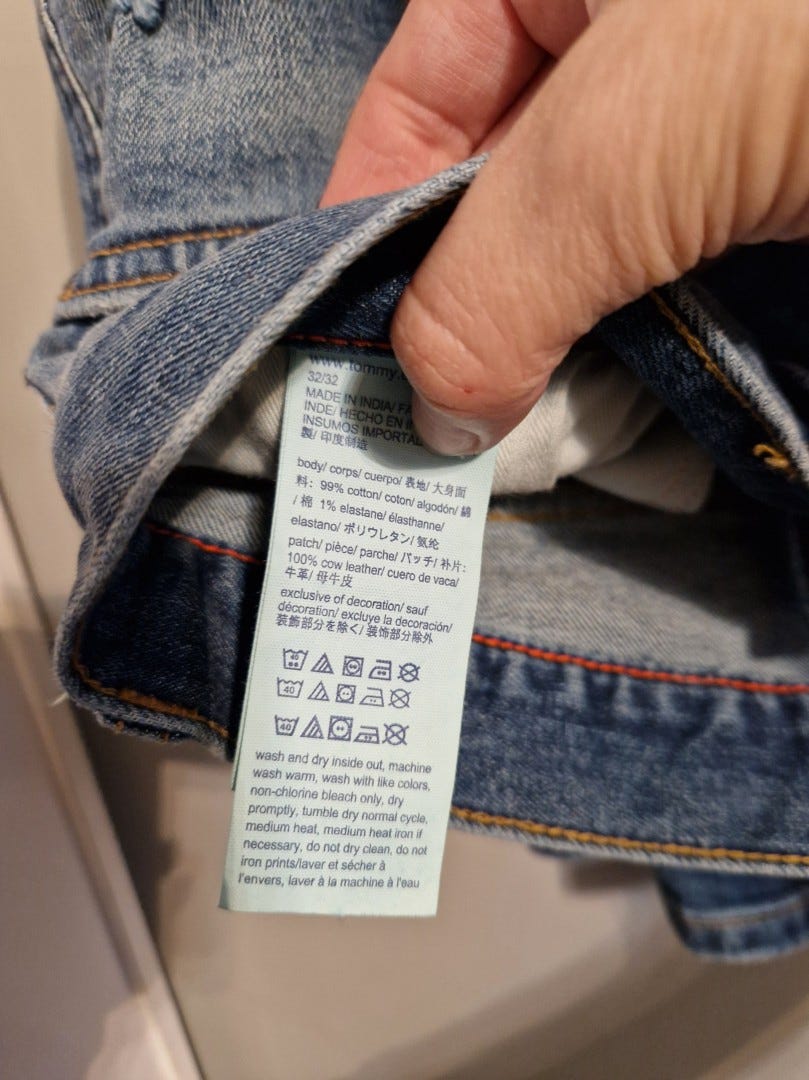 www.tommy.
32/32
MADE IN INDIA/
INDE/ HECHO EN
INSUMOS
製/ 印度制造
body/ corps/ cuerpo/ 表地/ 大身面
料: 99% cotton/ coton/ algodón/ 綿
/ 棉 1% elastane/ élasthanne/
elastano/ ポリウレタン/ 氨纶
patch/ pièce/ parche/ パッチ/ 补片:
100% cow leather/ cuero de vaca/
牛革/ 母牛皮
exclusive of decoration/ sauf
décoration/ excluye la decoración/
装飾部分を除く/ 装饰部分除外
40
40
40
wash and dry inside out, machine
wash warm, wash with like colors,
non-chlorine bleach only, dry
promptly, tumble dry normal cycle,
medium heat, medium heat iron if
necessary, do not dry clean, do not
iron prints/laver et sécher à
l'envers, laver à la machine à l'eau